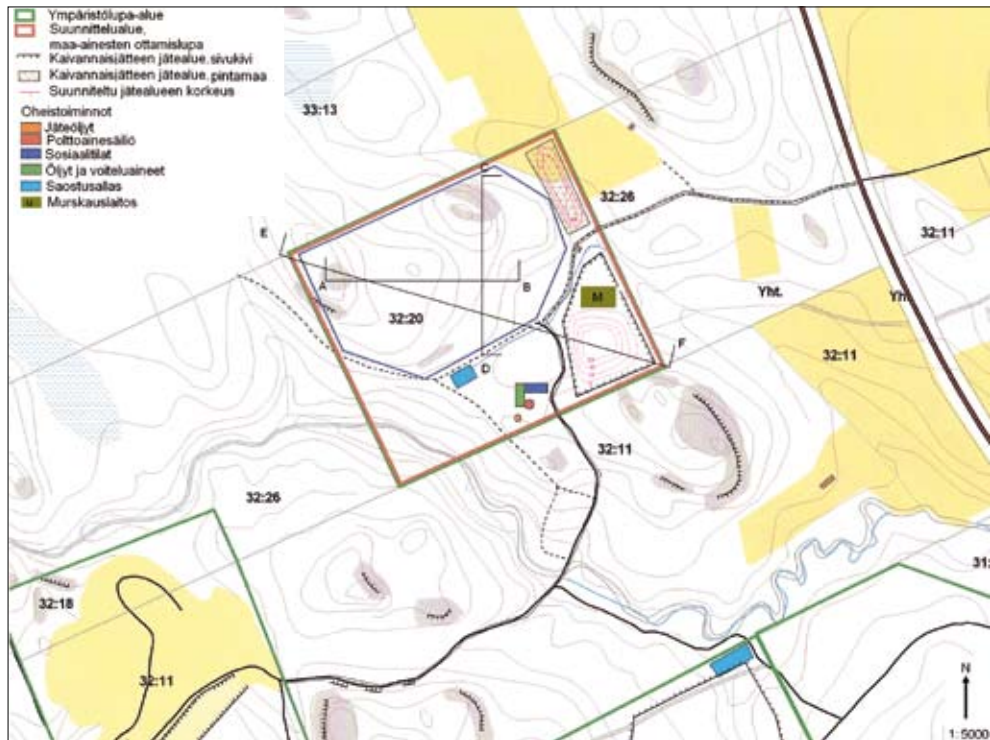 Ympäristölupa-alue
Suunnittelualue,
maa-ainesten ottamislupa
Kaivannaisjätteen jätealue, sivukivi
Kaivannaisjätteen jätealue, pintamaa
Suunniteltu jätealueen korkeus
Oheistoiminnot
Jäteöljyt
Polttoainesäiliö
Sosiaalitilat
Öljyt ja voiteluaineet
Saostusallas
M Murskauslaitos
33:13
C
32:26
32:11
E
A
B
Yht.
Yht.
M
32:20
F
32:11
D
32:11
32:26
31:
32:18
32:11
N
1:5000